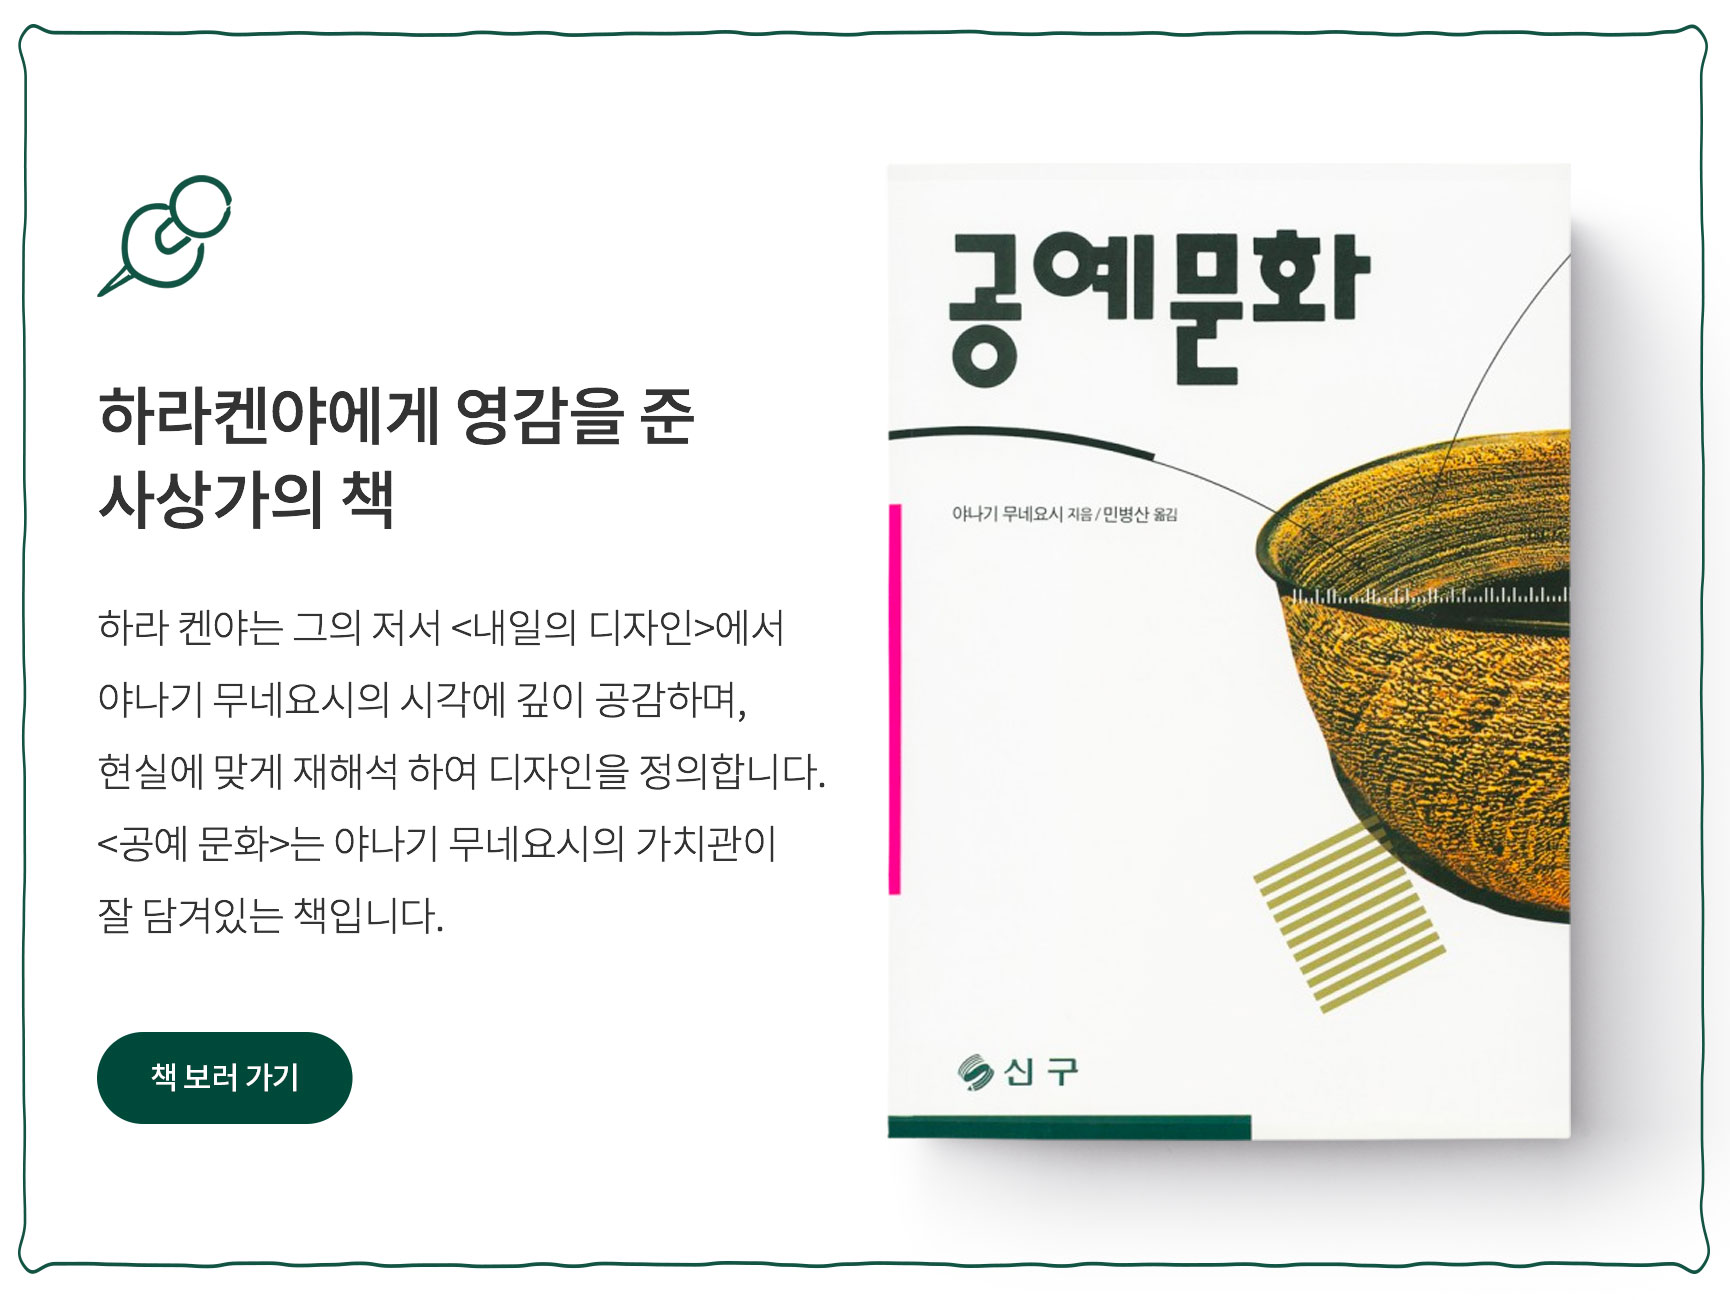 하라켄야에게 영감을 준
사상가의 책
하라 켄야는 그의 저서 <내일의 디자인>에서
야나기 무네요시의 시각에 깊이 공감하며,
현실에 맞게 재해석 하여 디자인을 정의합니다.
<공예 문화>는 야나기 무네요시의 가치관이
잘 담겨있는 책입니다.
책 보러 가기
공예문화
야나기 무네요시 지음 / 민병산 옮김
신구